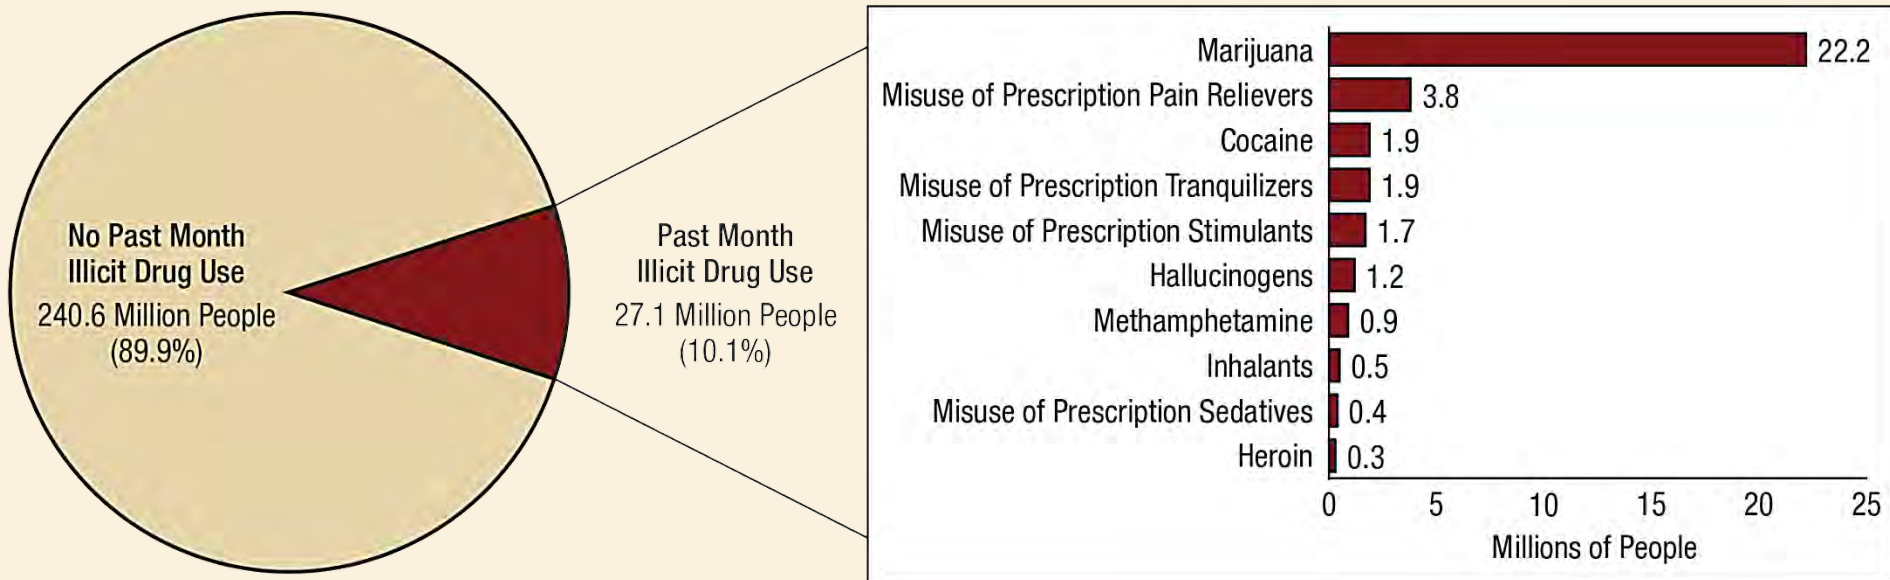 No Past Month
Illicit Drug Use
240.6 Million People
(89.9%)
Past Month
Illicit Drug Use
27.1 Million People
(10.1%)
Marijuana 22.2
Misuse of Prescription Pain Relievers 3.8
Cocaine 1.9
Misuse of Prescription Tranquilizers 1.9
Misuse of Prescription Stimulants 1.7
Hallucinogens 1.2
Methamphetamine 0.9
Inhalants 0.5
Misuse of Prescription Sedatives 0.4
Heroin 0.3
0 5 10 15 20 25
Millions of People